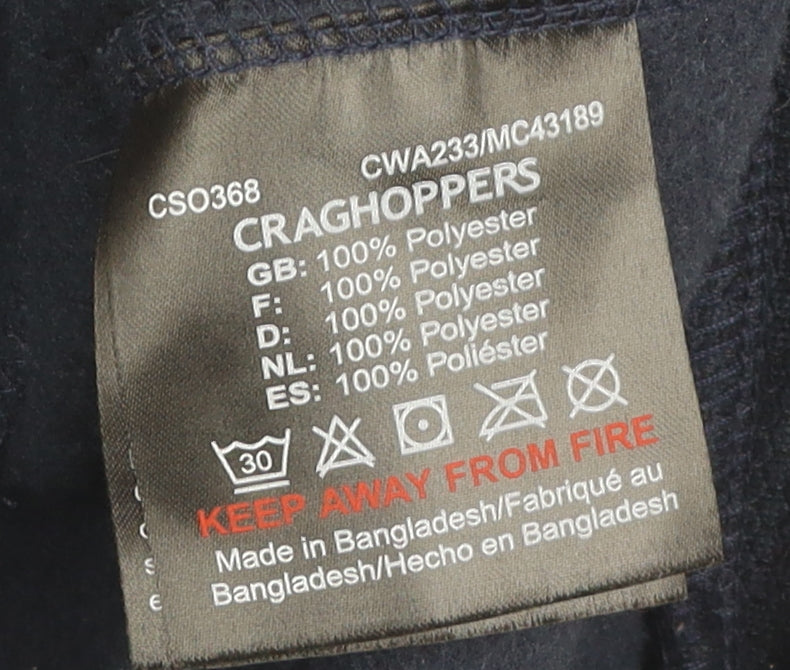 CWA233/MC43189
CSO368
CRAGHOPPERS
GB: 100% Polyester
F: 100% Polyester
D: 100% Polyester
NL: 100% Polyester
ES: 100% Poliéster
30
KEEP AWAY FROM FIRE
Made in Bangladesh/Fabriqué au
Bangladesh/Hecho en Bangladesh